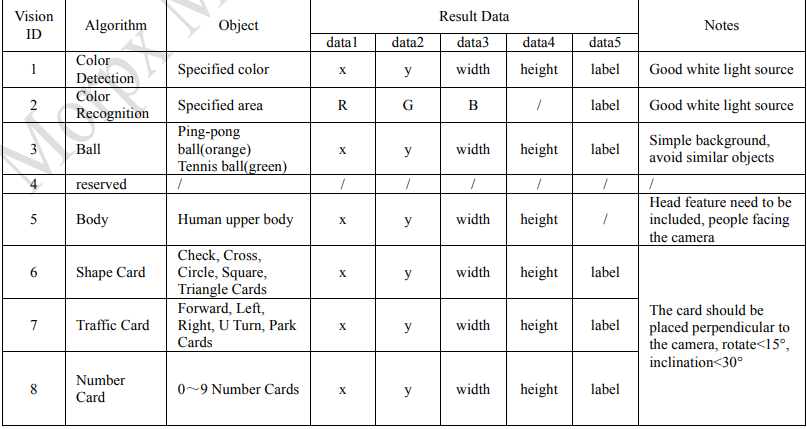 Vision ID Algorithm Object Result Data Notes
data1 data2 data3 data4 data5
1 Color Detection Specified color x y width height label Good white light source
2 Color Recognition Specified area R G B / label Good white light source
3 Ball Ping-pong ball(orange) Tennis ball(green) x y width height label Simple background, avoid similar objects
4 reserved / / / / / / /
5 Body Human upper body x y width height / Head feature need to be included, people facing the camera
6 Shape Card Check, Cross, Circle, Square, Triangle Cards x y width height label
7 Traffic Card Forward, Left, Right, U Turn, Park Cards x y width height label The card should be placed perpendicular to the camera, rotate<15°, inclination<30°
8 Number Card 0～9 Number Cards x y width height label
Morpx M